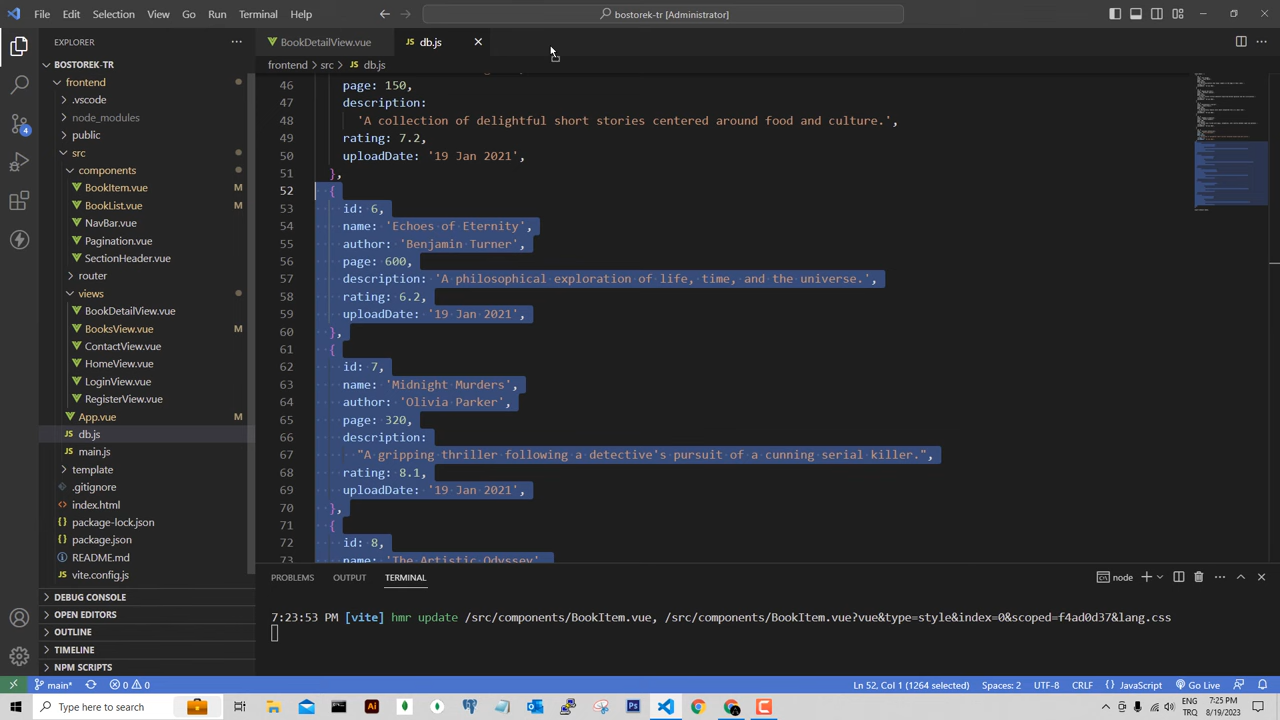 File Edit Selection View Go Run Terminal Help
bostorek-tr [Administrator]
EXPLORER
BookDetailView.vue
JS db.js
BOSTOREK-TR
frontend > src > JS db.js
frontend
.vscode
node_modules
public
src
components
BookItem.vue M
BookList.vue M
NavBar.vue
Pagination.vue
SectionHeader.vue
router
views
BookDetailView.vue
BooksView.vue M
ContactView.vue
HomeView.vue
LoginView.vue
RegisterView.vue
App.vue M
JS db.js
JS main.js
template
.gitignore
index.html
package-lock.json
package.json
README.md
vite.config.js
DEBUG CONSOLE
OPEN EDITORS
OUTLINE
TIMELINE
NPM SCRIPTS
4
46 page: 150,
47 description:
48 'A collection of delightful short stories centered around food and culture.',
49 rating: 7.2,
50 uploadDate: '19 Jan 2021',
51 },
52 {
53 id: 6,
54 name: 'Echoes of Eternity',
55 author: 'Benjamin Turner',
56 page: 600,
57 description: 'A philosophical exploration of life, time, and the universe.',
58 rating: 6.2,
59 uploadDate: '19 Jan 2021',
60 },
61 {
62 id: 7,
63 name: 'Midnight Murders',
64 author: 'Olivia Parker',
65 page: 320,
66 description:
67 "A gripping thriller following a detective's pursuit of a cunning serial killer.",
68 rating: 8.1,
69 uploadDate: '19 Jan 2021',
70 },
71 {
72 id: 8,
73 name: 'The Artistic Odyssey'
PROBLEMS OUTPUT TERMINAL
node
7:23:53 PM [vite] hmr update /src/components/BookItem.vue, /src/components/BookItem.vue?vue&type=style&index=0&scoped=f4ad0d37&lang.css
main* 0 0
Ln 52, Col 1 (1264 selected) Spaces: 2 UTF-8 CRLF {} JavaScript Go Live
Type here to search
ENG
TRQ
7:25 PM
8/19/2023